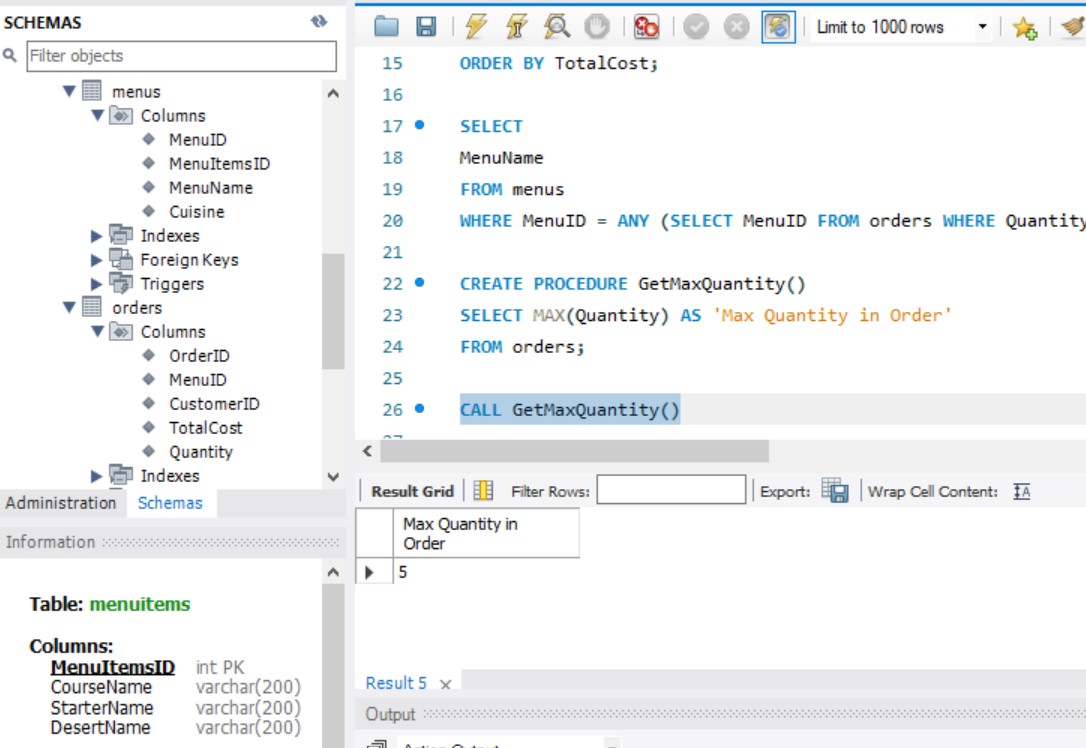 SCHEMAS
Filter objects
menus
Columns
MenuID
MenuItemsID
MenuName
Cuisine
Indexes
Foreign Keys
Triggers
orders
Columns
OrderID
MenuID
CustomerID
TotalCost
Quantity
Indexes
Administration Schemas
Information
Table: menuitems
Columns:
MenuItemsID int PK
CourseName varchar(200)
StarterName varchar(200)
DesertName varchar(200)
Limit to 1000 rows
15 ORDER BY TotalCost;
16
17 SELECT
18 MenuName
19 FROM menus
20 WHERE MenuID = ANY (SELECT MenuID FROM orders WHERE Quantity
21
22 CREATE PROCEDURE GetMaxQuantity()
23 SELECT MAX(Quantity) AS 'Max Quantity in Order'
24 FROM orders;
25
26 CALL GetMaxQuantity()
Result Grid Filter Rows: Export: Wrap Cell Content:
Max Quantity in
Order
5
Result 5
Output
Action Output